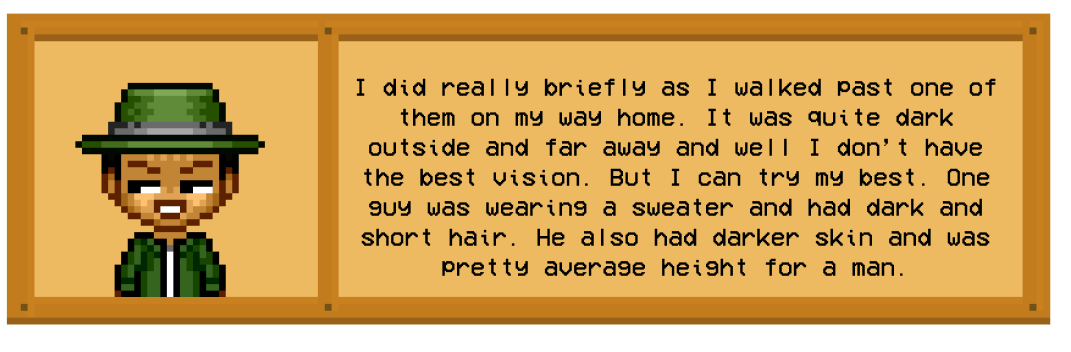 I did really briefly as I walked past one of
them on my way home. It was quite dark
outside and far away and well I don't have
the best vision. But I can try my best. One
guy was wearing a sweater and had dark and
short hair. He also had darker skin and was
pretty average height for a man.